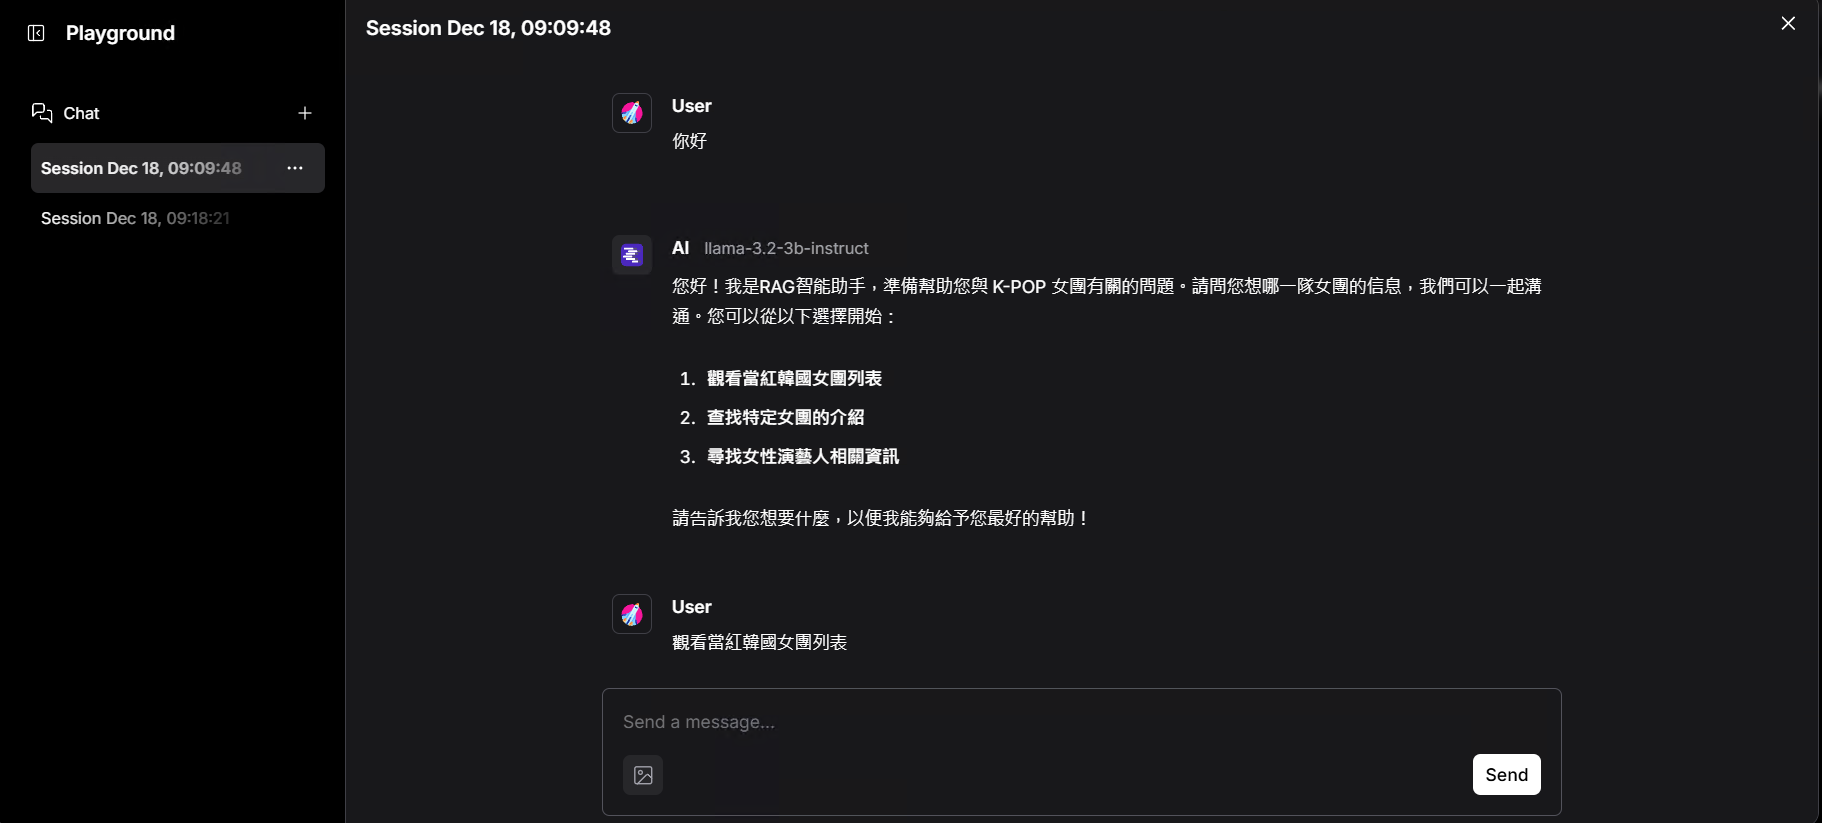 Playground
Chat
Session Dec 18, 09:09:48
Session Dec 18, 09:18:21
Session Dec 18, 09:09:48
User
你好
AI llama-3.2-3b-instruct
您好！我是RAG智能助手，準備幫助您與 K-POP 女團有關的問題。請問您想哪一隊女團的信息，我們可以一起溝
通。您可以從以下選擇開始：
1. 觀看當紅韓國女團列表
2. 查找特定女團的介紹
3. 尋找女性演藝人相關資訊
請告訴我您想要什麼，以便我能夠給予您最好的幫助！
User
觀看當紅韓國女團列表
Send a message...
Send